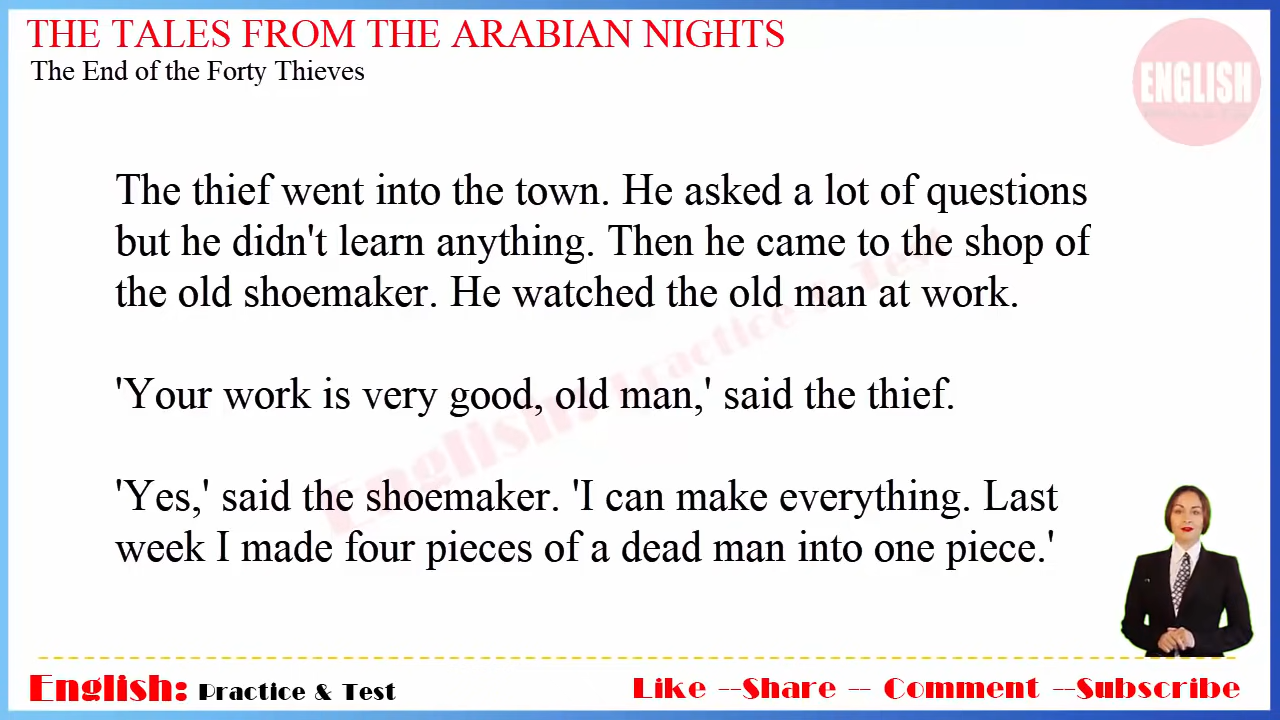 THE TALES FROM THE ARABIAN NIGHTS
The End of the Forty Thieves
ENGLISH
The thief went into the town. He asked a lot of questions
but he didn't learn anything. Then he came to the shop of
the old shoemaker. He watched the old man at work.
'Your work is very good, old man,' said the thief.
'Yes,' said the shoemaker. 'I can make everything. Last
week I made four pieces of a dead man into one piece.'
English: Practice & Test
English: Practice & Test
Like --Share -- Comment --Subscribe